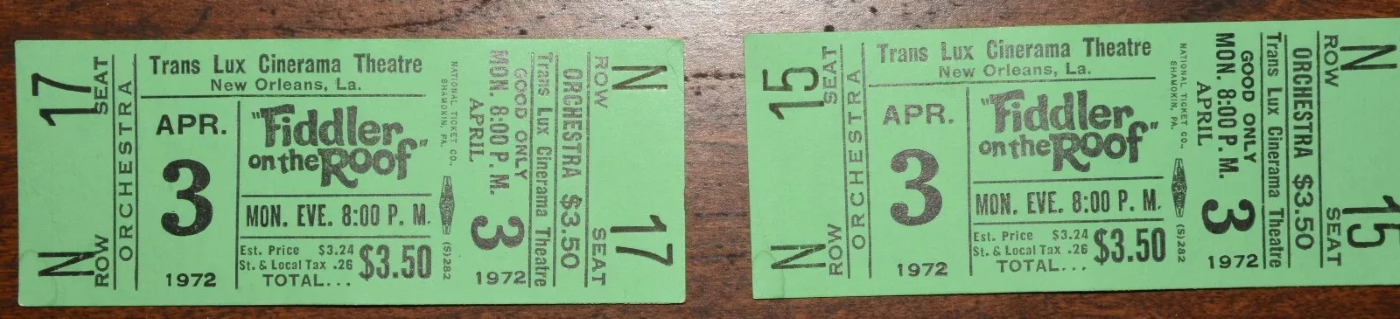 17
SEAT
N
ROW
ORCHESTRA
Trans Lux Cinerama Theatre
New Orleans, La.
APR.
3
1972
"Fiddler
on the Roof"
MON. EVE. 8:00 P. M.
Est. Price $3.24
St. & Local Tax .26
TOTAL... $3.50
NATIONAL TICKET CO.,
SHAMOKIN, PA.
(S)282
MON. 8:00 P. M.
GOOD ONLY
APRIL
3
1972
Trans Lux Cinerama Theatre
ORCHESTRA $3.50
ROW
N
SEAT
17
15
SEAT
N
ROW
ORCHESTRA
Trans Lux Cinerama Theatre
New Orleans, La.
APR.
3
1972
"Fiddler
on the Roof"
MON. EVE. 8:00 P. M.
Est. Price $3.24
St. & Local Tax .26
TOTAL... $3.50
NATIONAL TICKET CO.,
SHAMOKIN, PA.
(S)282
MON. 8:00 P. M.
GOOD ONLY
APRIL
3
1972
Trans Lux Cinerama Theatre
ORCHESTRA $3.50
ROW
N
SEAT
15